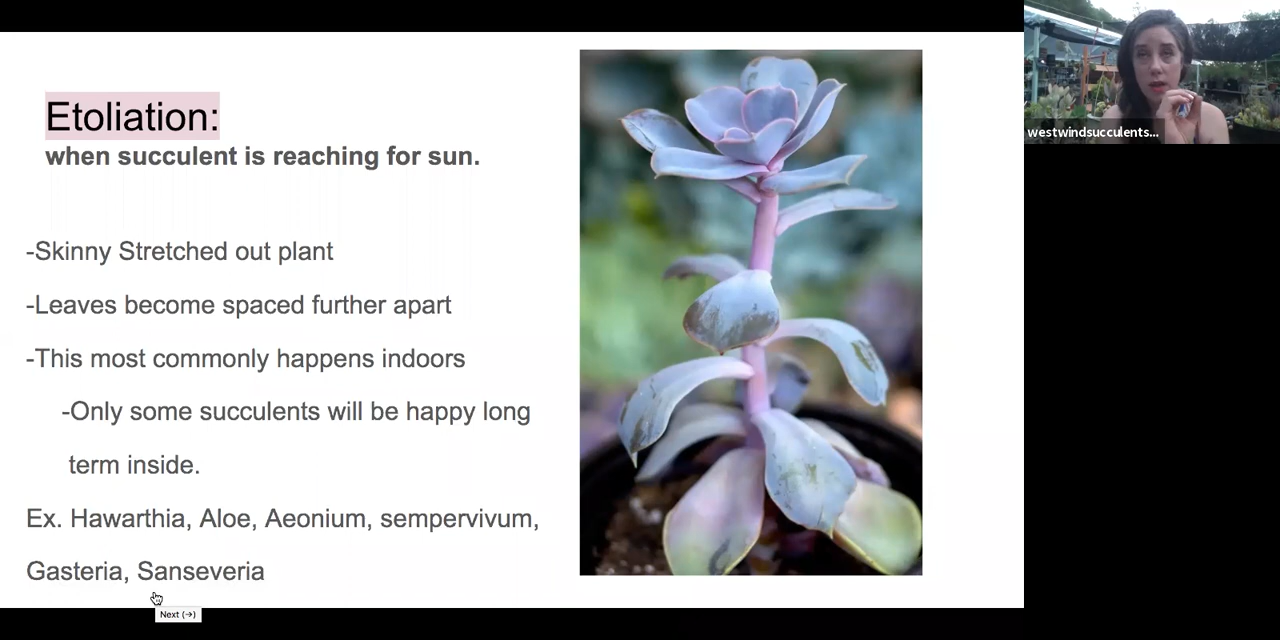 Etoliation:
when succulent is reaching for sun.
-Skinny Stretched out plant
-Leaves become spaced further apart
-This most commonly happens indoors
-Only some succulents will be happy long
term inside.
Ex. Hawarthia, Aloe, Aeonium, sempervivum,
Gasteria, Sanseveria
Next (→)
westwindsucculents...